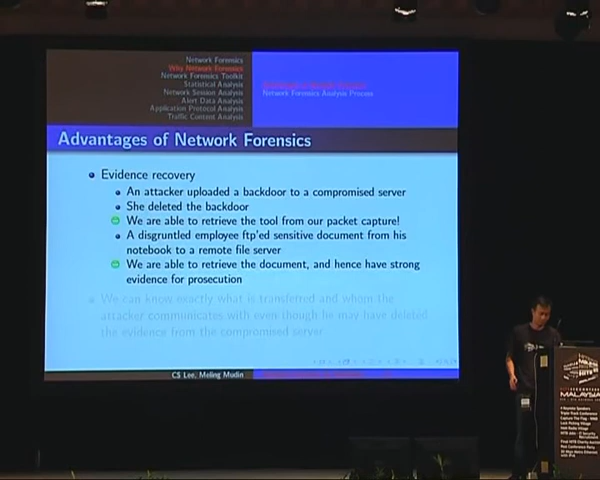 Network Forensics
Why Network Forensics
Network Forensics Toolkit
Statistical Analysis
Network Session Analysis
Alert Data Analysis
Application Protocol Analysis
Traffic Content Analysis
Network Forensics Analysis Process
Advantages of Network Forensics
Evidence recovery
An attacker uploaded a backdoor to a compromised server
She deleted the backdoor
We are able to retrieve the tool from our packet capture!
A disgruntled employee ftp'ed sensitive document from his
notebook to a remote file server
We are able to retrieve the document, and hence have strong
evidence for prosecution
We can know exactly what is transferred and whom the
attacker communicates with even though he may have deleted
the evidence from the compromised server
CS Lee, Meling Mudin
MALAYSIA